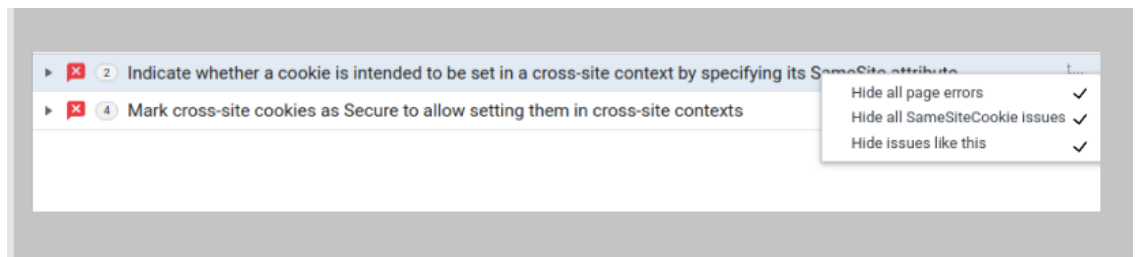 2 Indicate whether a cookie is intended to be set in a cross-site context by specifying its SameSite attribute t...
4 Mark cross-site cookies as Secure to allow setting them in cross-site contexts
Hide all page errors
Hide all SameSiteCookie issues
Hide issues like this